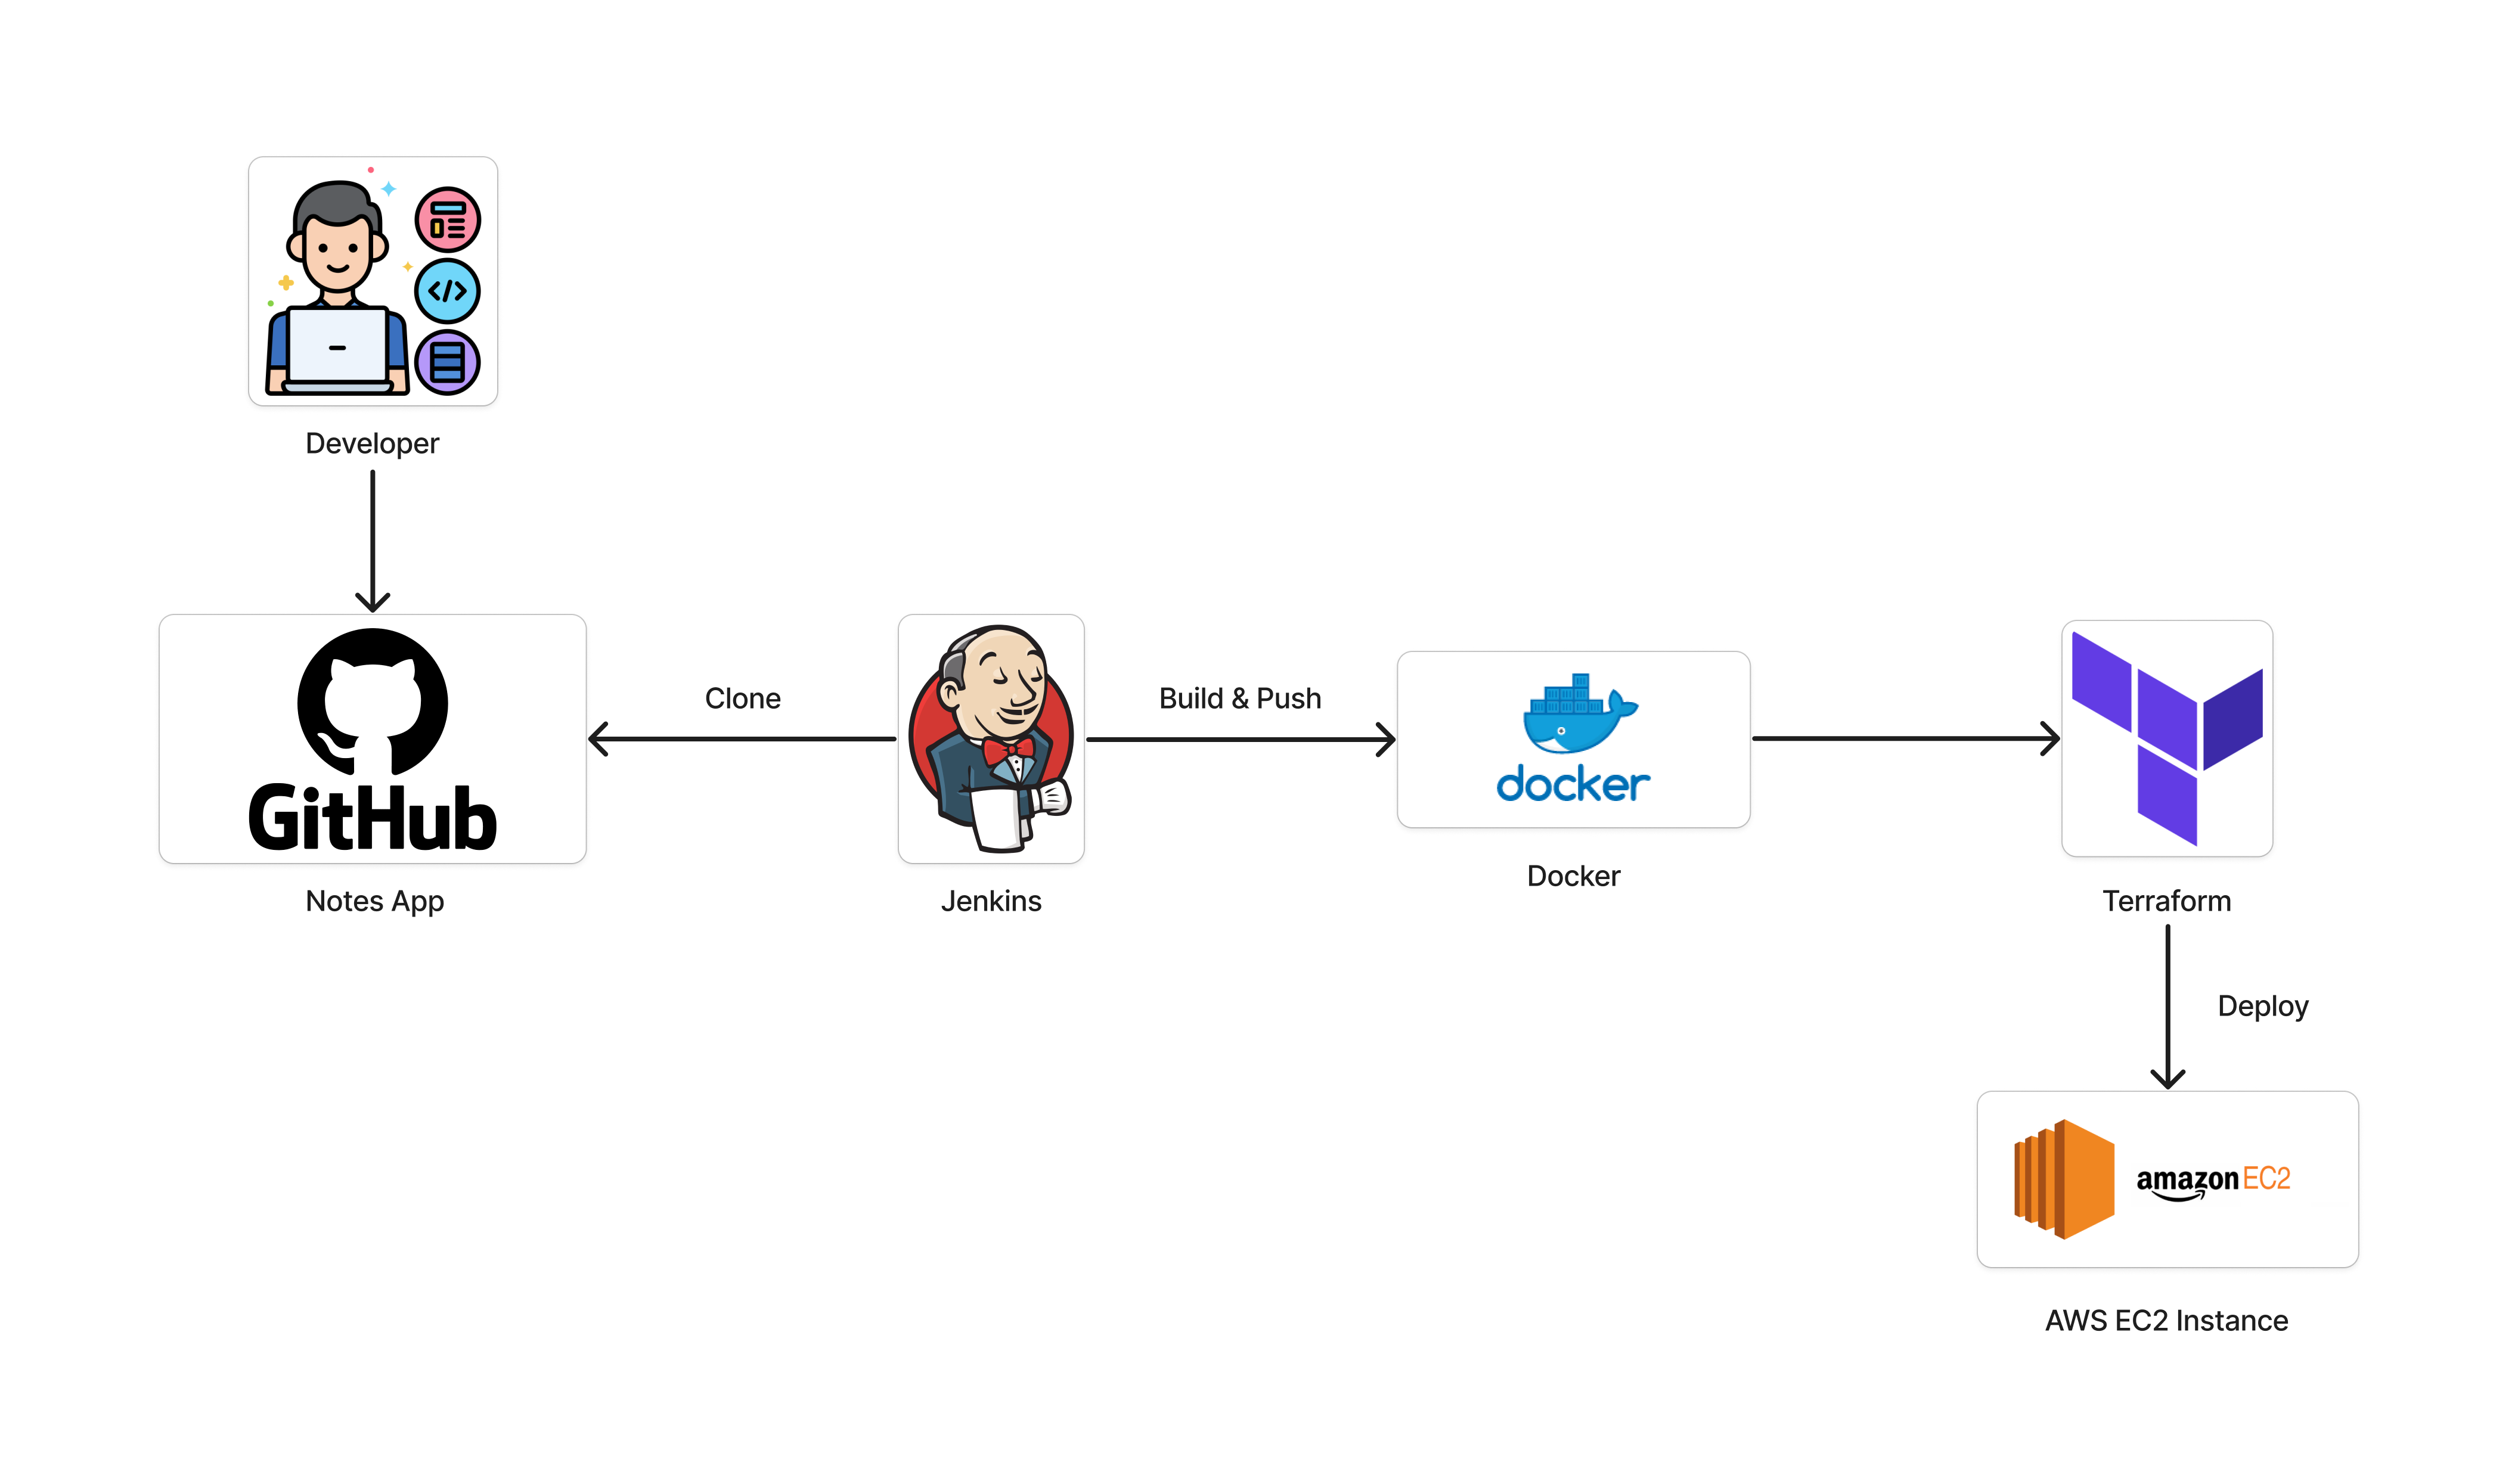 Developer
GitHub
Notes App
Clone
Jenkins
Build & Push
docker
Docker
Terraform
Deploy
amazon EC2
AWS EC2 Instance